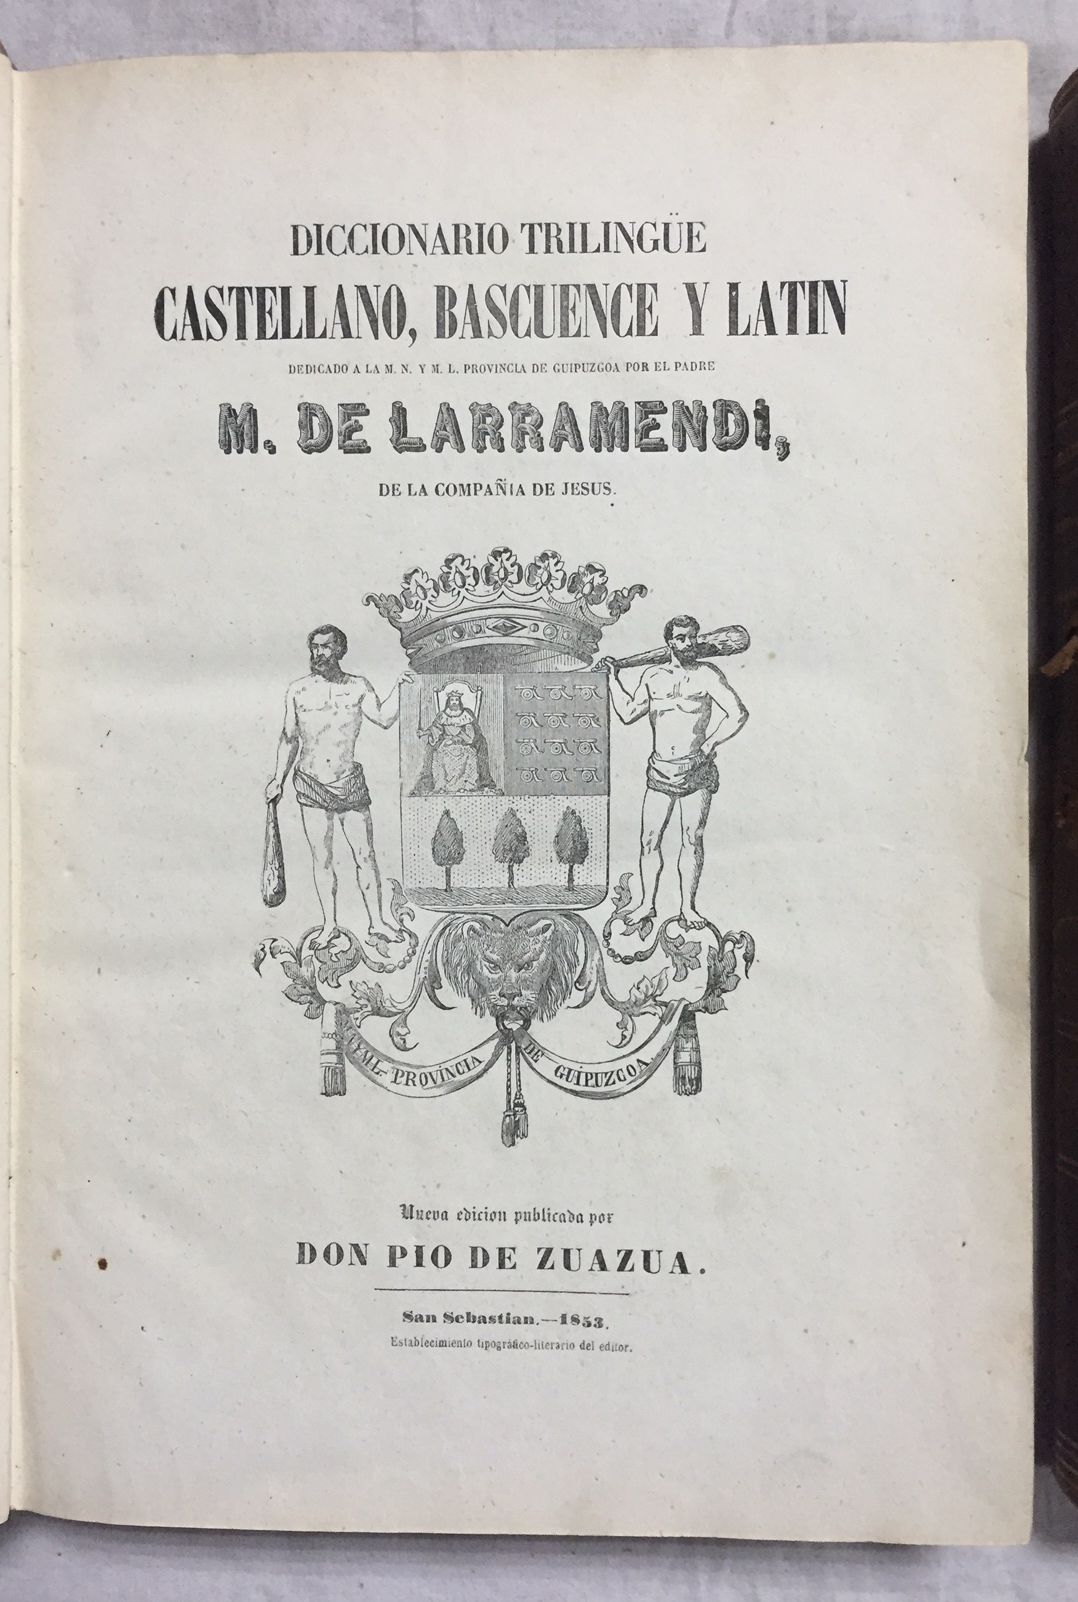 DICCIONARIO TRILINGÜE
CASTELLANO, BASCUENCE Y LATIN
DEDICADO A LA M. N. Y M. L. PROVINCIA DE GUIPUZCOA POR EL PADRE
M. DE LARRAMENDI,
DE LA COMPAÑIA DE JESUS.
YML. PROVINCIA DE GUIPUZCOA
Nueva edicion publicada por
DON PIO DE ZUAZUA.
San Sebastian.—1853.
Establecimiento tipográfico-literario del editor.